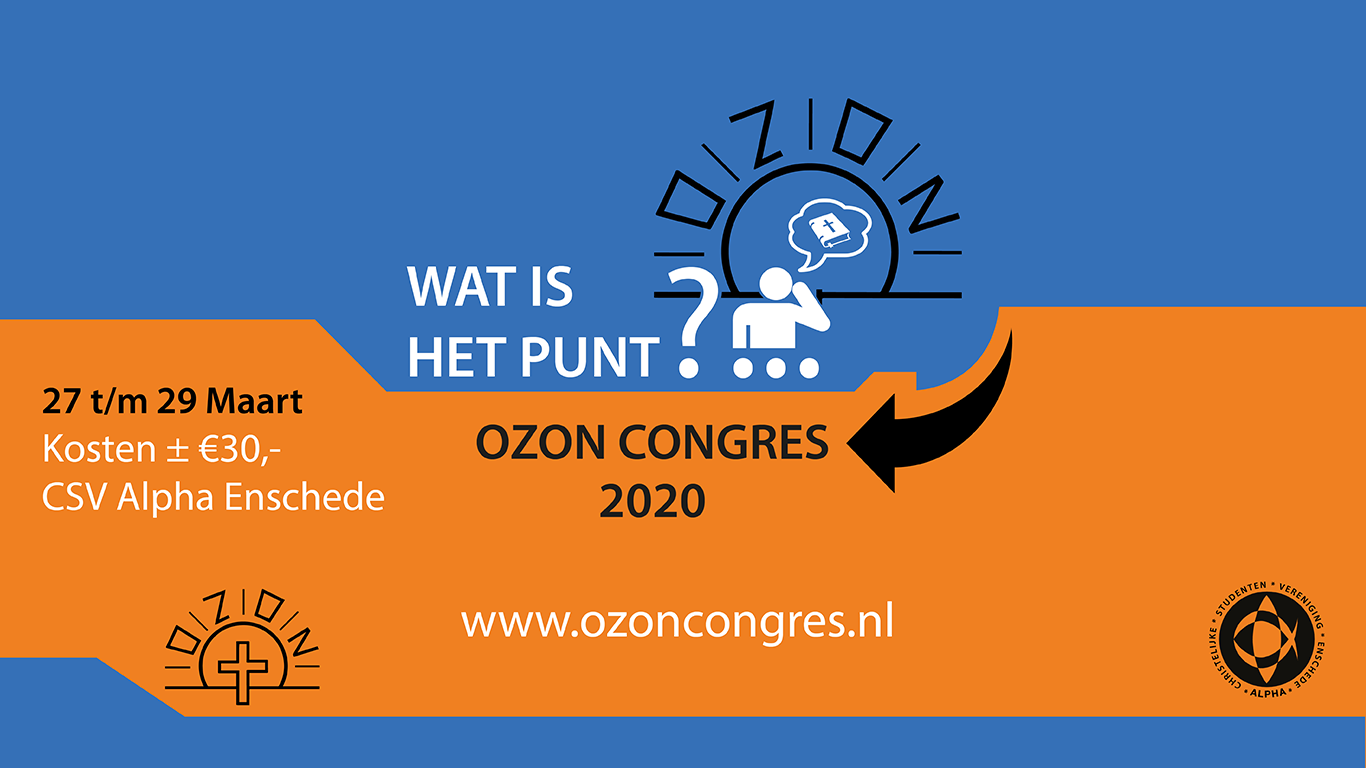 OZON
WAT IS
HET PUNT?...
27 t/m 29 Maart
Kosten ± €30,-
CSV Alpha Enschede
OZON CONGRES
2020
www.ozoncongres.nl
OZON
CHRISTELIJKE * STUDENTEN * VERENIGING * ENSCHEDE * ALPHA *